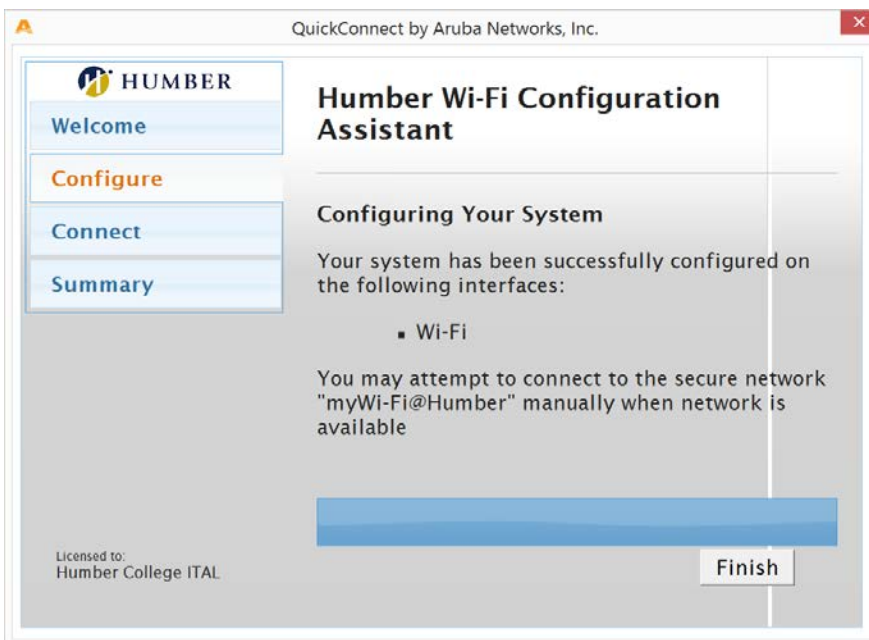 QuickConnect by Aruba Networks, Inc.
HUMBER
Welcome
Configure
Connect
Summary
Licensed to:
Humber College ITAL
Humber Wi-Fi Configuration
Assistant
Configuring Your System
Your system has been successfully configured on
the following interfaces:
▪ Wi-Fi
You may attempt to connect to the secure network
"myWi-Fi@Humber" manually when network is
available
Finish